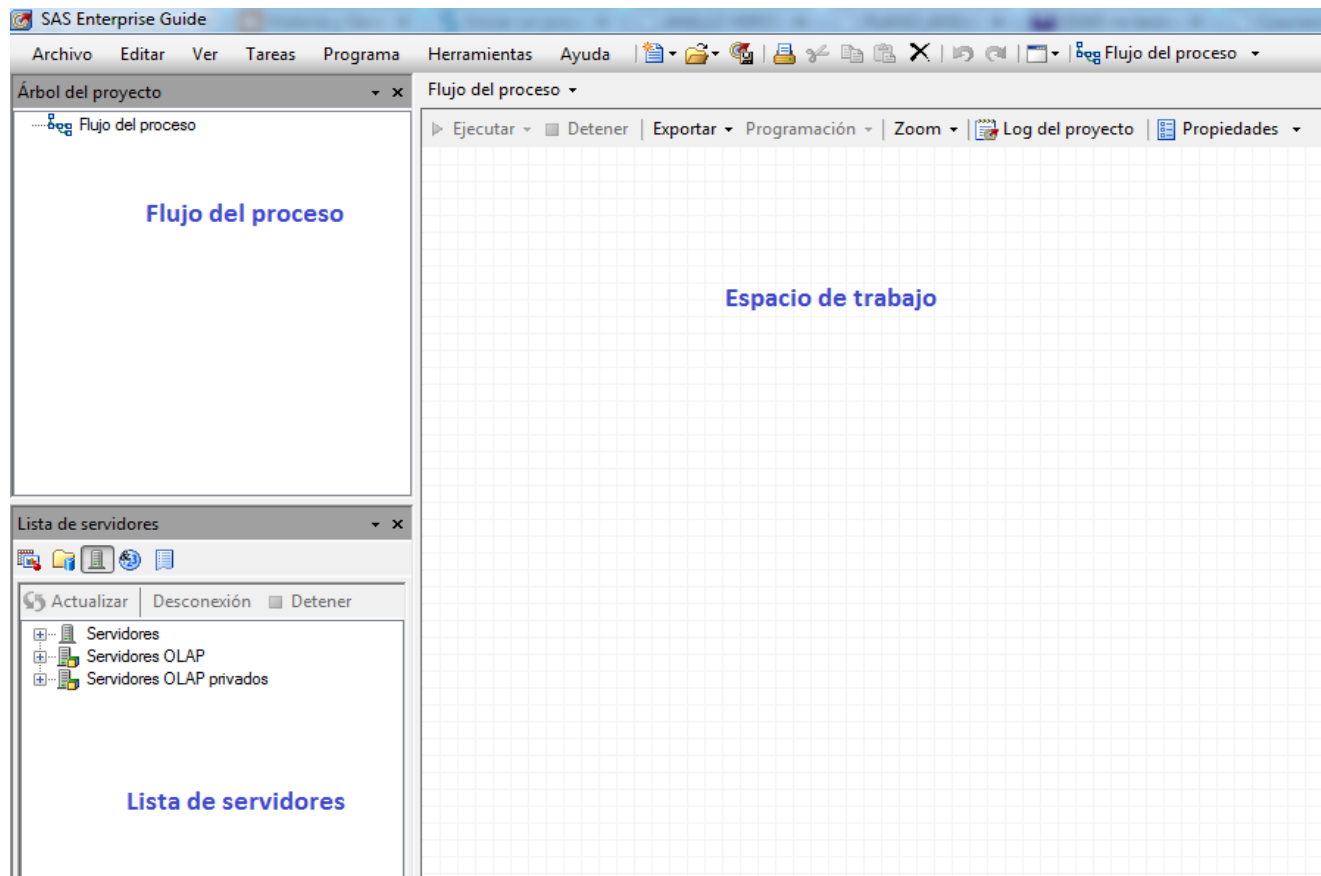 SAS Enterprise Guide
Archivo Editar Ver Tareas Programa Herramientas Ayuda Flujo del proceso
Árbol del proyecto
Flujo del proceso
Flujo del proceso
Flujo del proceso
Ejecutar Detener Exportar Programación Zoom Log del proyecto Propiedades
Espacio de trabajo
Lista de servidores
Actualizar Desconexión Detener
Servidores
Servidores OLAP
Servidores OLAP privados
Lista de servidores